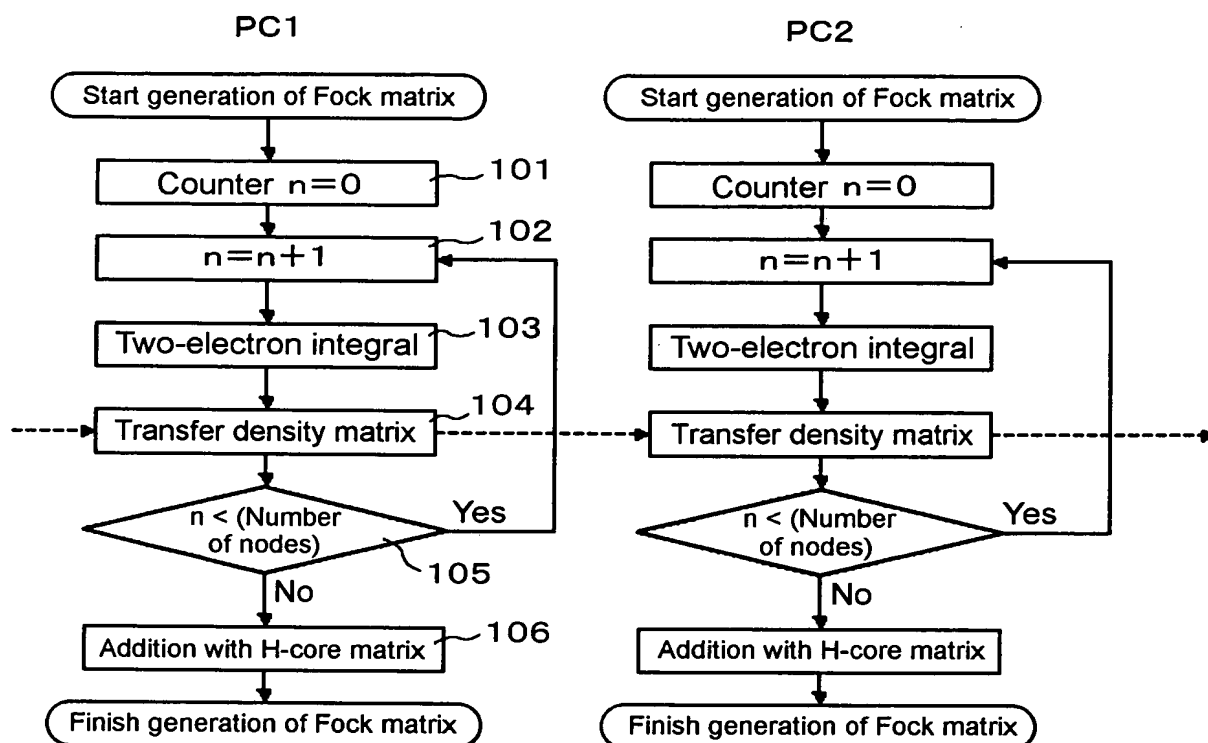 PC1
Start generation of Fock matrix
Counter n=0
101
n=n+1
102
Two-electron integral
103
Transfer density matrix
104
n < (Number
of nodes)
Yes
105
No
Addition with H-core matrix
106
Finish generation of Fock matrix
PC2
Start generation of Fock matrix
Counter n=0
n=n+1
Two-electron integral
Transfer density matrix
n < (Number
of nodes)
Yes
No
Addition with H-core matrix
Finish generation of Fock matrix